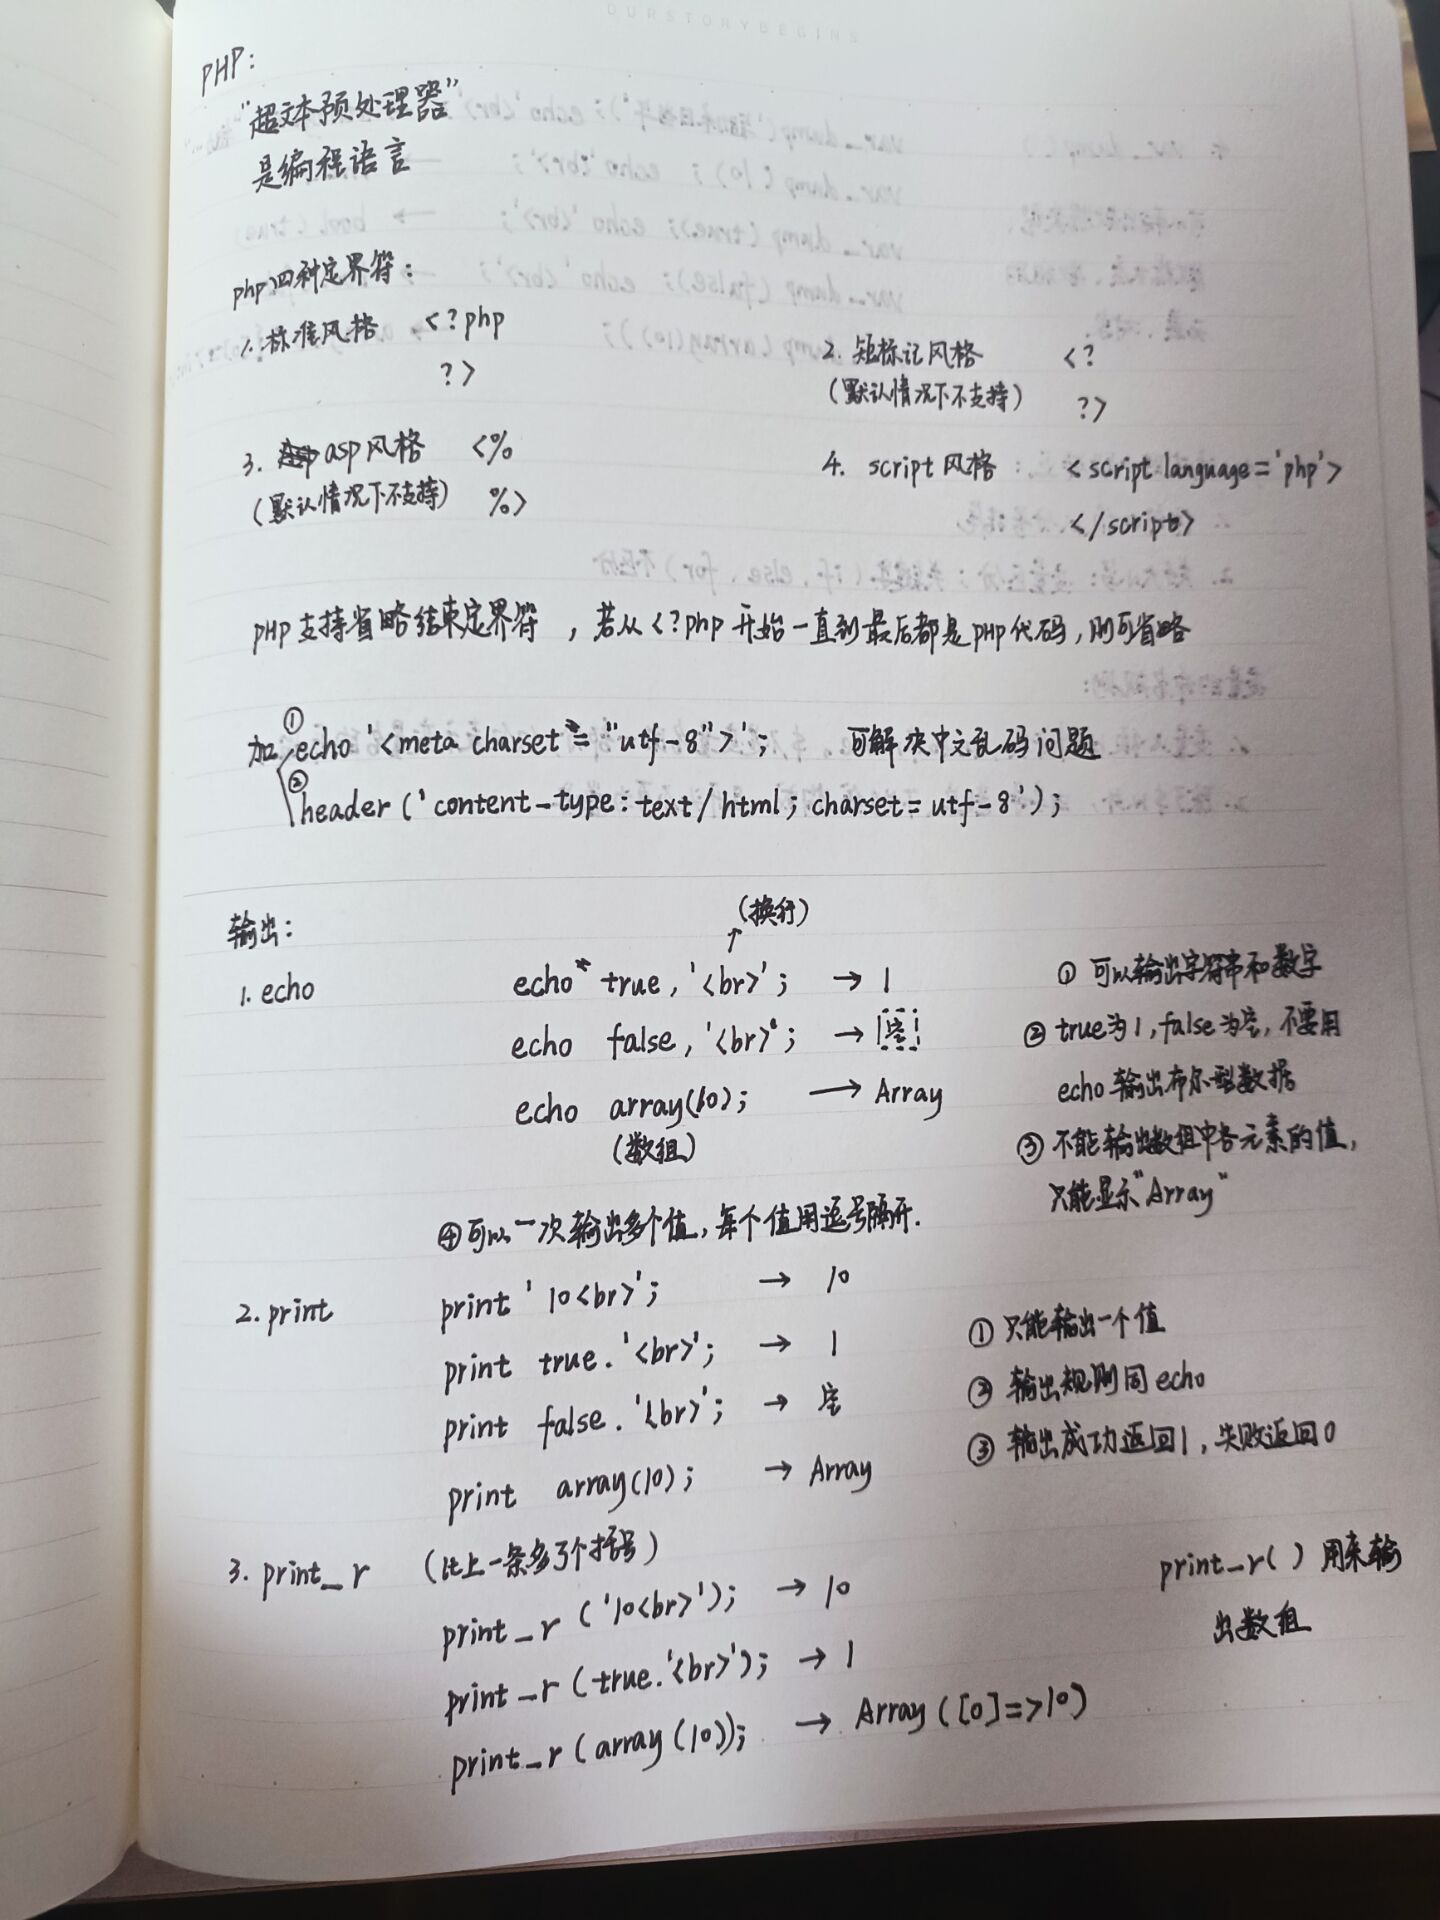 OURSTORYBEGINS
PHP:
"超文本预处理器"
是编程语言
php四种定界符:
1. 标准风格 <?php
?>
2. 短标记风格 <?
(默认情况下不支持) ?>
3. asp风格 <%
(默认情况下不支持) %>
4. script风格 <script language='php'>
</script>
PHP支持省略结束定界符,若从<?php开始一直到最后都是PHP代码,则可省略
加 ① echo '<meta charset="utf-8">'; 可解决中文乱码问题
② header('content-type:text/html; charset=utf-8');
输出:
(换行)
1. echo echo true,'<br>'; → 1
echo false,'<br>'; → 空
echo array(10); → Array
(数组)
① 可以输出字符串和数字
② true为1,false为空,不要用
echo输出布尔型数据
③ 不能输出数组中各元素的值,
只能显示"Array"
④可以一次输出多个值,每个值用逗号隔开.
2. print print '10<br>'; → 10
print true.'<br>'; → 1
print false.'<br>'; → 空
print array(10); → Array
① 只能输出一个值
② 输出规则同echo
③ 输出成功返回1,失败返回0
3. print_r (比上一条多了个括号)
print_r('10<br>'); → 10
print_r(true.'<br>'); → 1
print_r(array(10)); → Array([0]=>10)
print_r()用来输
出数组